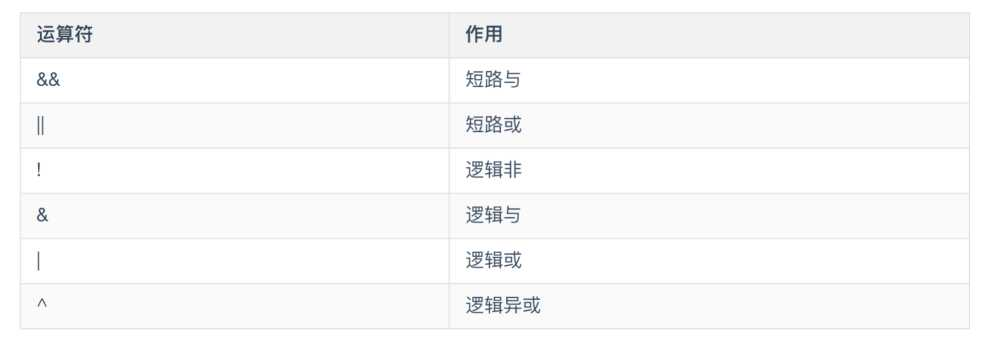 运算符 作用
&& 短路与
|| 短路或
! 逻辑非
& 逻辑与
| 逻辑或
^ 逻辑异或